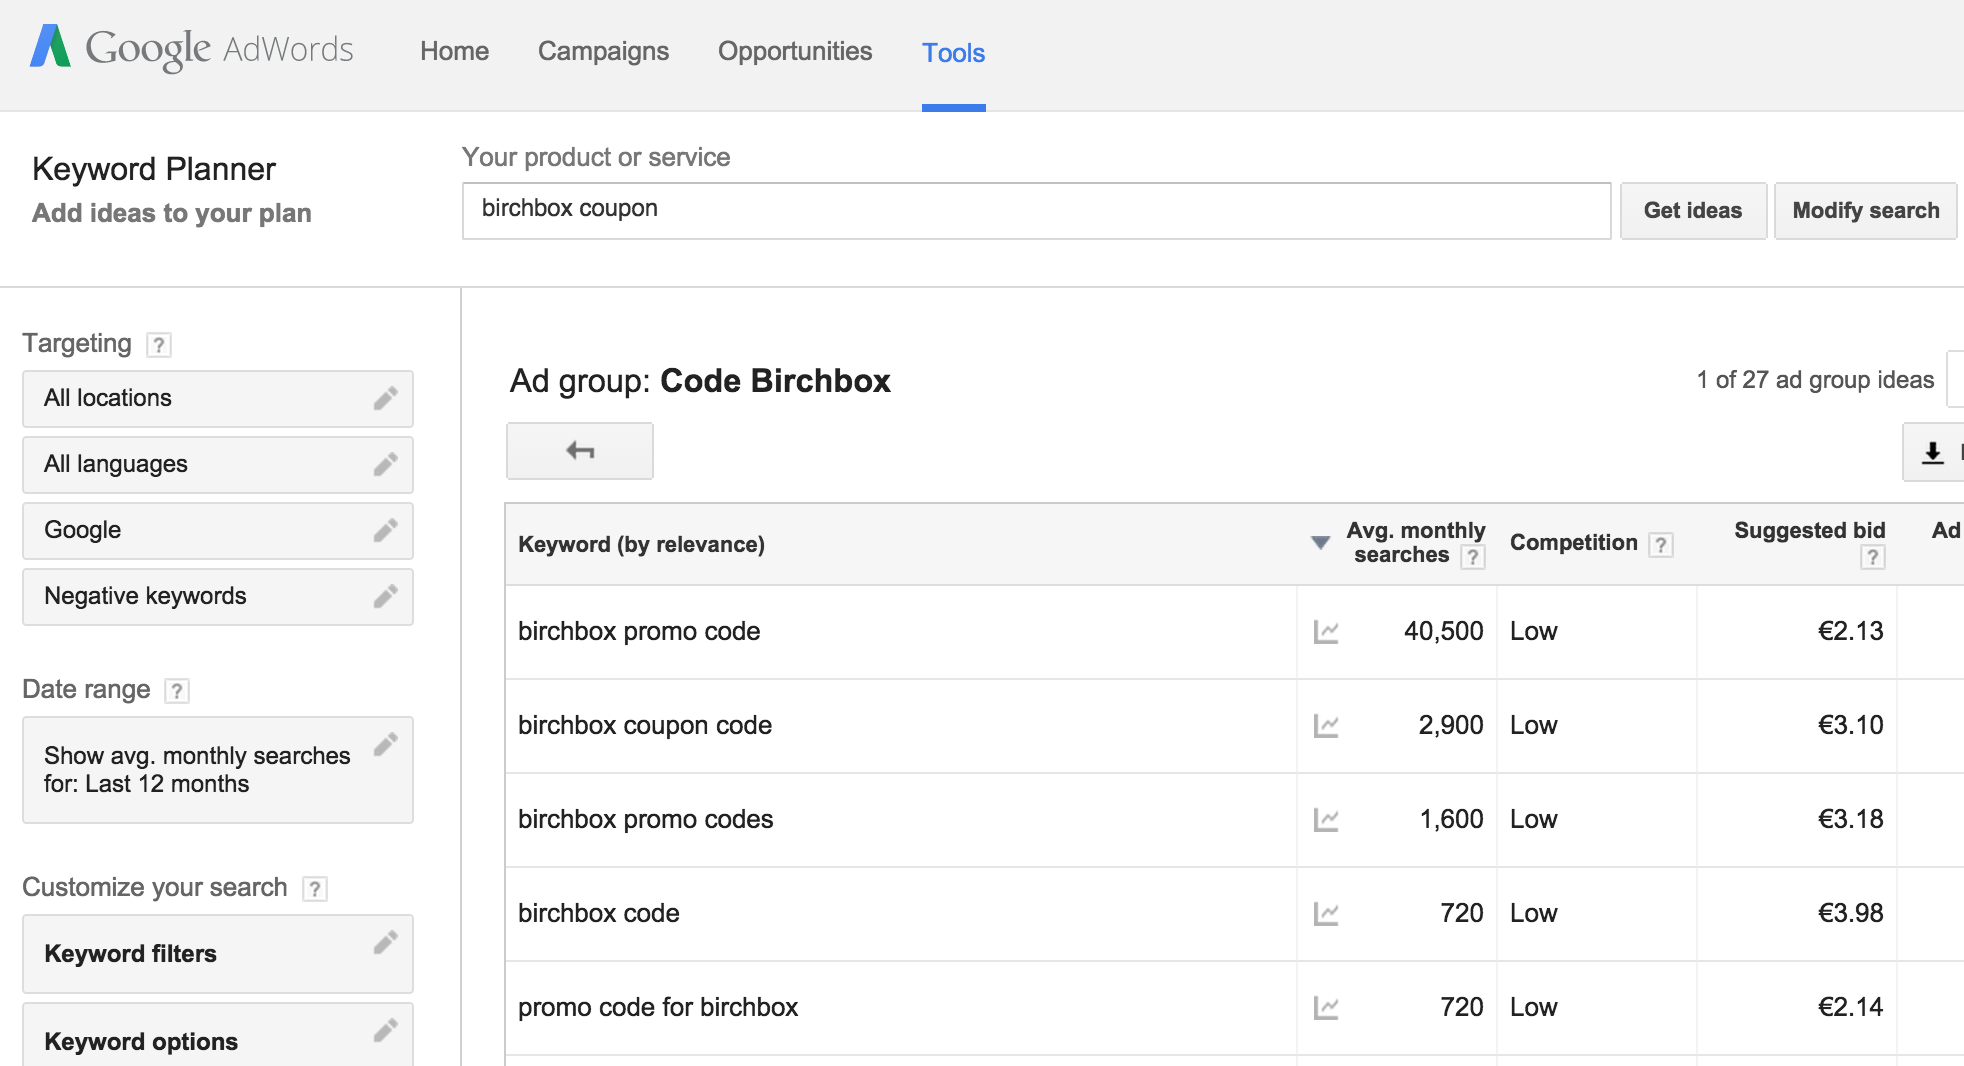 Google AdWords Home Campaigns Opportunities Tools
Keyword Planner
Add ideas to your plan
Your product or service
birchbox coupon
Get ideas
Modify search
Targeting ?
All locations
All languages
Google
Negative keywords
Date range ?
Show avg. monthly searches
for: Last 12 months
Customize your search ?
Keyword filters
Keyword options
Ad group: Code Birchbox
1 of 27 ad group ideas
Keyword (by relevance)
Avg. monthly
searches ?
Competition ?
Suggested bid
?
Ad
birchbox promo code 40,500 Low €2.13
birchbox coupon code 2,900 Low €3.10
birchbox promo codes 1,600 Low €3.18
birchbox code 720 Low €3.98
promo code for birchbox 720 Low €2.14